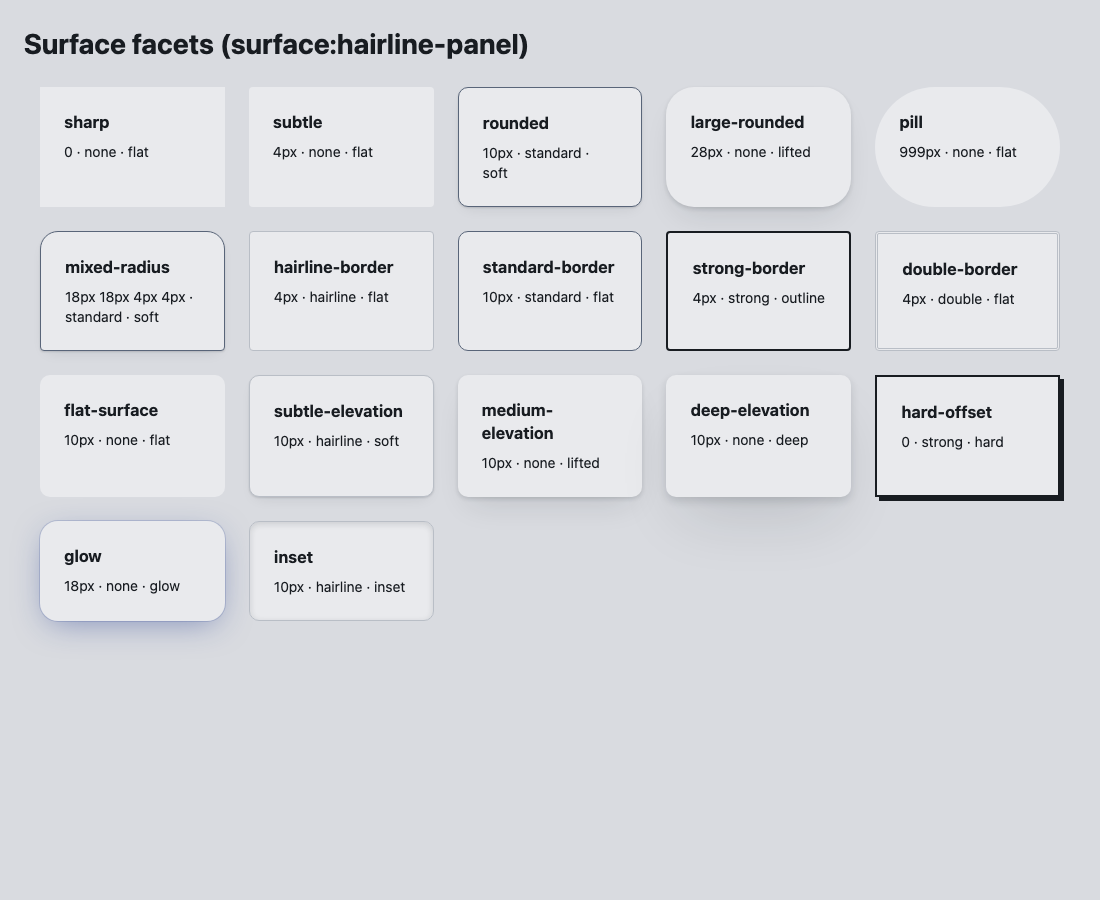 Surface facets (surface:hairline-panel)
sharp
0 · none · flat
subtle
4px · none · flat
rounded
10px · standard ·
soft
large-rounded
28px · none · lifted
pill
999px · none · flat
mixed-radius
18px 18px 4px 4px ·
standard · soft
hairline-border
4px · hairline · flat
standard-border
10px · standard · flat
strong-border
4px · strong · outline
double-border
4px · double · flat
flat-surface
10px · none · flat
subtle-elevation
10px · hairline · soft
medium-
elevation
10px · none · lifted
deep-elevation
10px · none · deep
hard-offset
0 · strong · hard
glow
18px · none · glow
inset
10px · hairline · inset